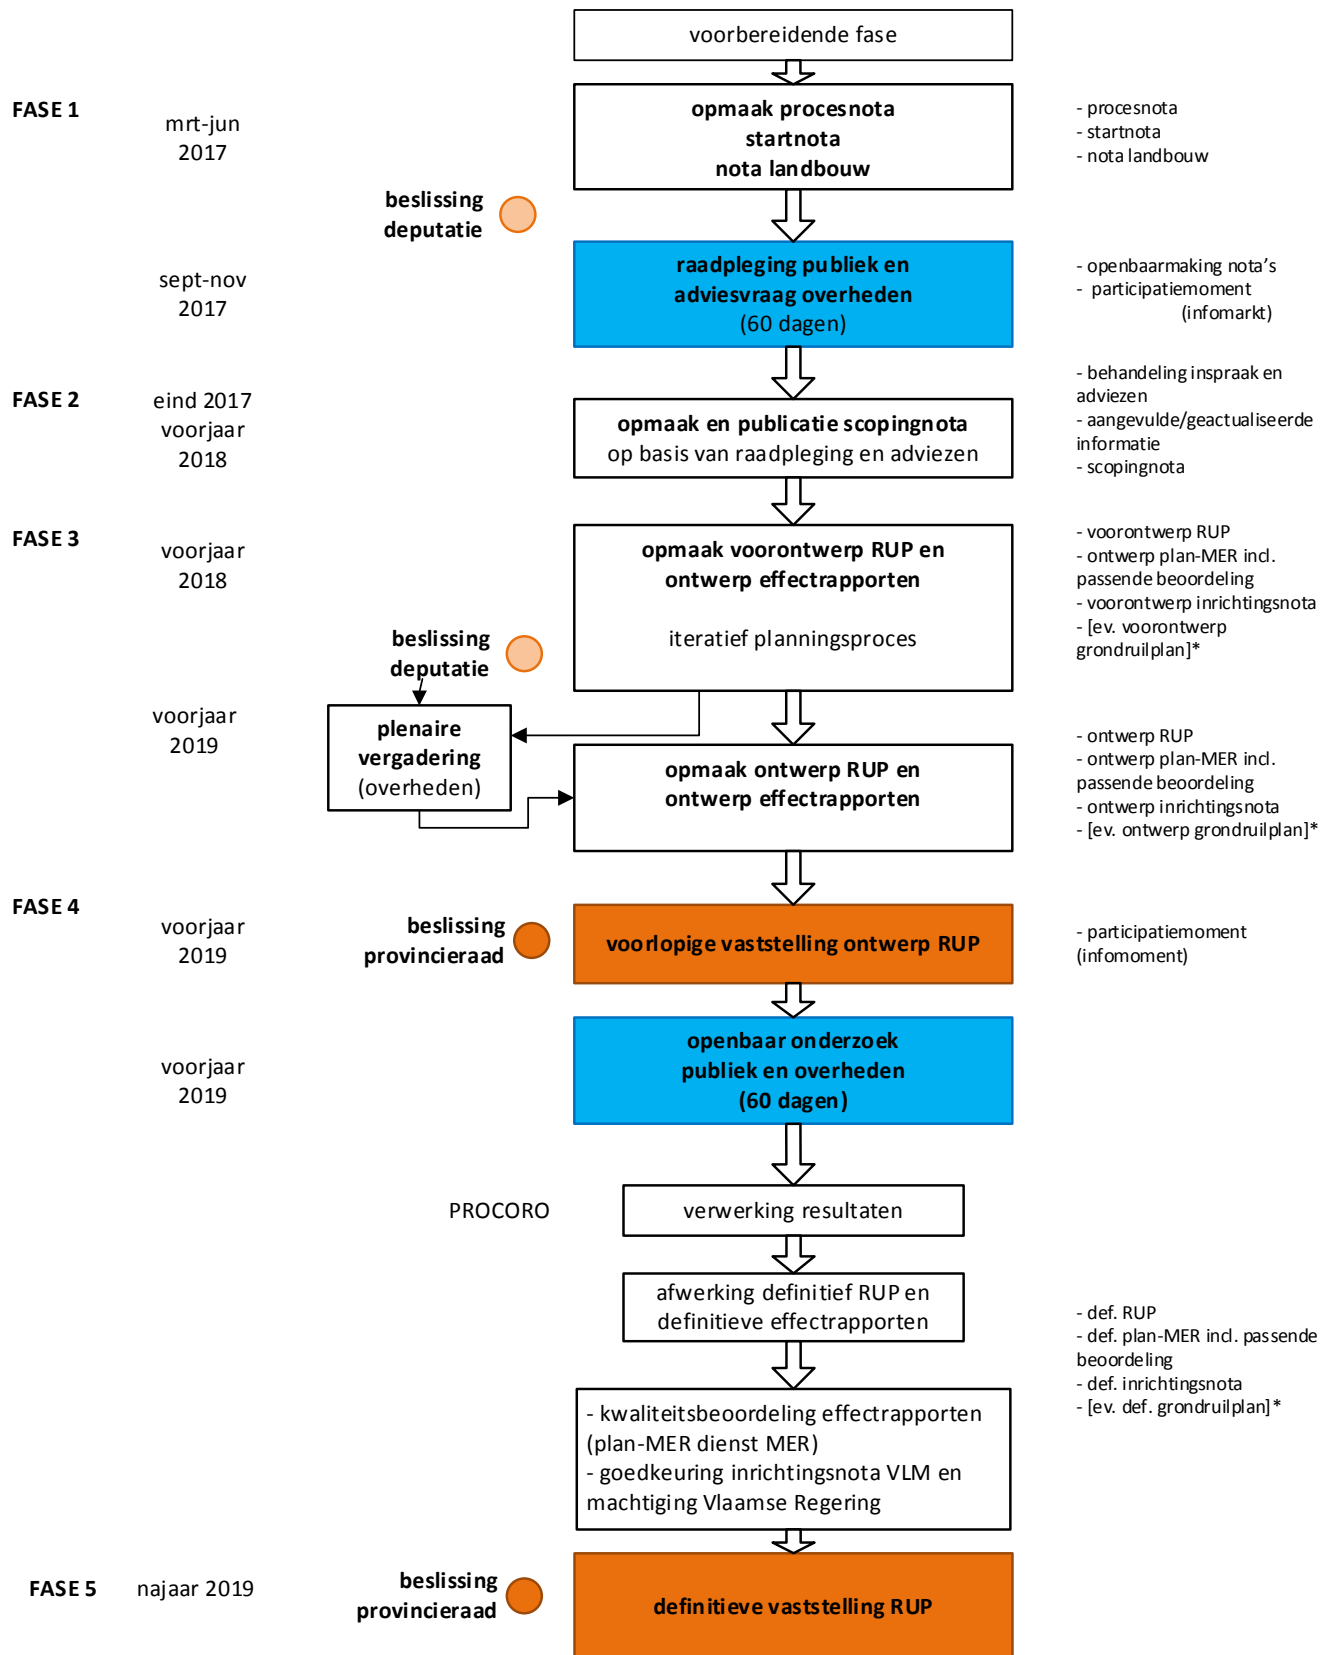 voorbereidende fase
FASE 1
mrt-jun
2017
opmaak procesnota
startnota
nota landbouw
- procesnota
- startnota
- nota landbouw
beslissing
deputatie
sept-nov
2017
raadpleging publiek en
adviesvraag overheden
(60 dagen)
- openbaarmaking nota's
- participatiemoment
(infomarkt)
FASE 2
eind 2017
voorjaar
2018
opmaak en publicatie scopingnota
op basis van raadpleging en adviezen
- behandeling inspraak en
adviezen
- aangevulde/geactualiseerde
informatie
- scopingnota
FASE 3
voorjaar
2018
opmaak voorontwerp RUP en
ontwerp effectrapporten
iteratief planningsproces
- voorontwerp RUP
- ontwerp plan-MER incl.
passende beoordeling
- voorontwerp inrichtingsnota
- [ev. voorontwerp
grondruilplan]*
beslissing
deputatie
voorjaar
2019
plenaire
vergadering
(overheden)
opmaak ontwerp RUP en
ontwerp effectrapporten
- ontwerp RUP
- ontwerp plan-MER incl.
passende beoordeling
- ontwerp inrichtingsnota
- [ev. ontwerp grondruilplan]*
FASE 4
voorjaar
2019
beslissing
provincieraad
voorlopige vaststelling ontwerp RUP
- participatiemoment
(infomoment)
voorjaar
2019
openbaar onderzoek
publiek en overheden
(60 dagen)
PROCORO
verwerking resultaten
afwerking definitief RUP en
definitieve effectrapporten
- def. RUP
- def. plan-MER incl. passende
beoordeling
- def. inrichtingsnota
- [ev. def. grondruilplan]*
- kwaliteitsbeoordeling effectrapporten
(plan-MER dienst MER)
- goedkeuring inrichtingsnota VLM en
machtiging Vlaamse Regering
FASE 5
najaar 2019
beslissing
provincieraad
definitieve vaststelling RUP